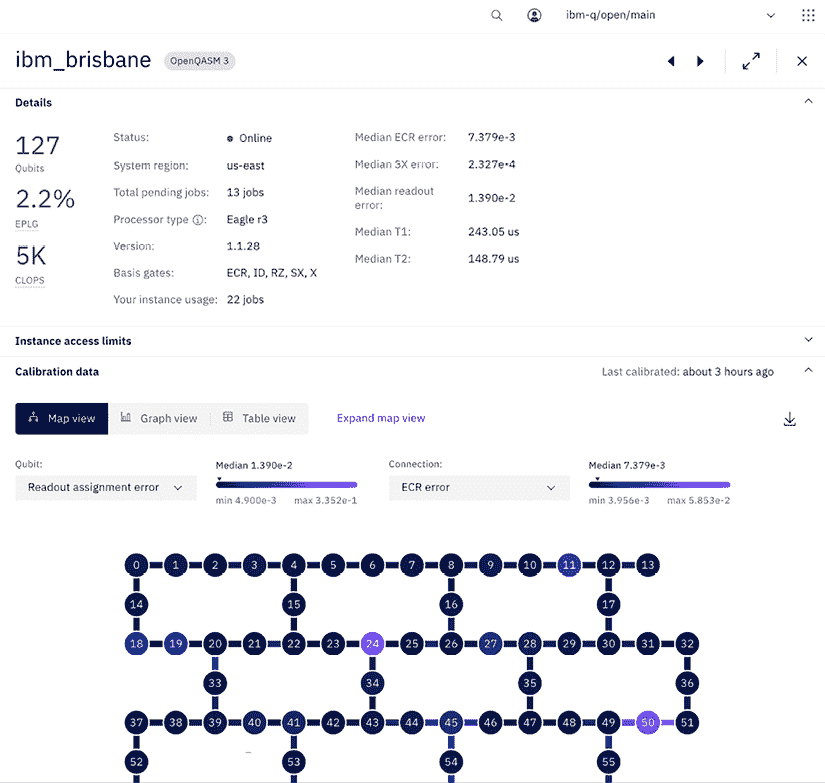 ibm-q/open/main
ibm_brisbane OpenQASM 3
Details
127
Qubits
2.2%
EPLG
5K
CLOPS
Status: Online
System region: us-east
Total pending jobs: 13 jobs
Processor type ⓘ: Eagle r3
Version: 1.1.28
Basis gates: ECR, ID, RZ, SX, X
Your instance usage: 22 jobs
Median ECR error: 7.379e-3
Median SX error: 2.327e-4
Median readout
error: 1.390e-2
Median T1: 243.05 us
Median T2: 148.79 us
Instance access limits
Calibration data Last calibrated: about 3 hours ago
Map view Graph view Table view Expand map view
Qubit:
Readout assignment error
Median 1.390e-2
min 4.900e-3 max 3.352e-1
Connection:
ECR error
Median 7.379e-3
min 3.956e-3 max 5.853e-2
0 1 2 3 4 5 6 7 8 9 10 11 12 13
14 15 16 17
18 19 20 21 22 23 24 25 26 27 28 29 30 31 32
33 34 35 36
37 38 39 40 41 42 43 44 45 46 47 48 49 50 51
52 53 54 55